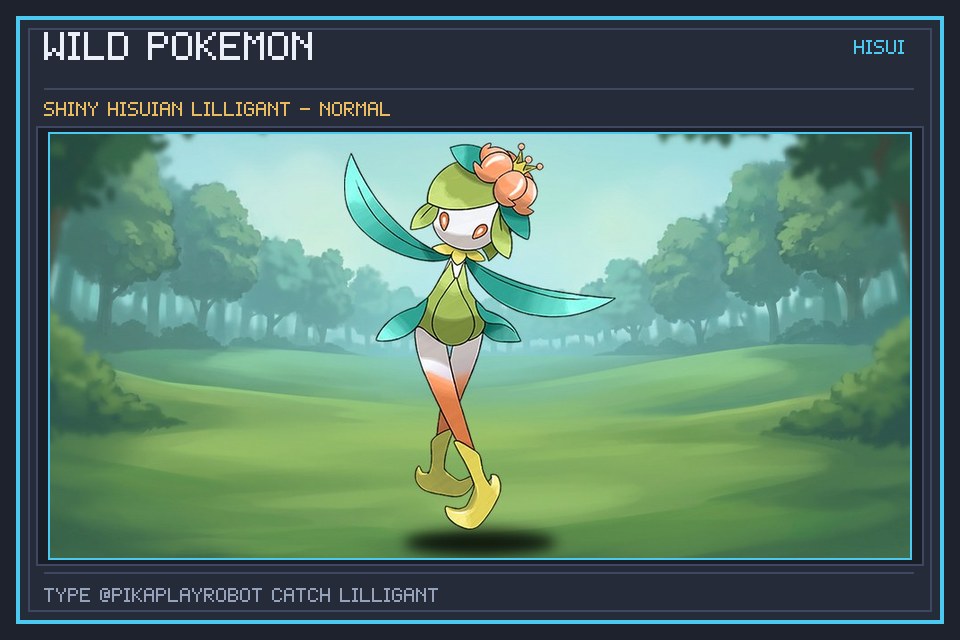 WILD POKEMON
HISUI
SHINY HISUIAN LILLIGANT – NORMAL
TYPE @PIKAPLAYROBOT CATCH LILLIGANT